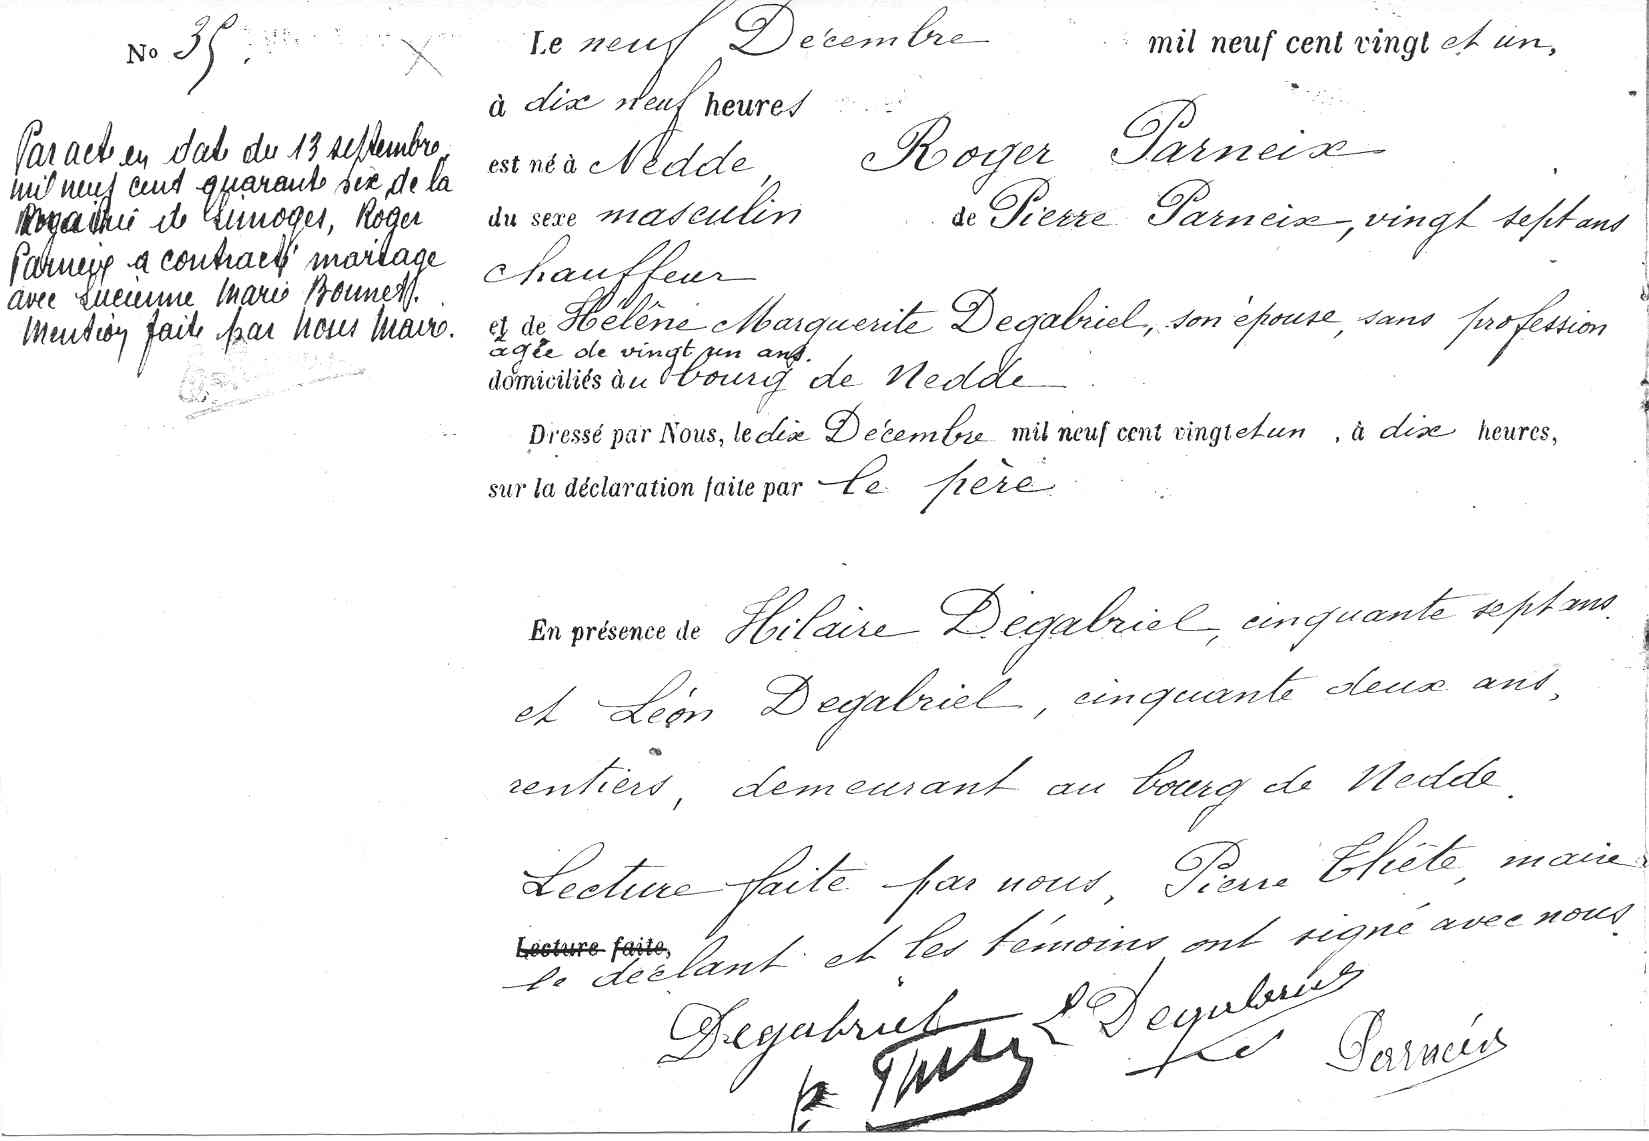 No 35.
Par acte en date du 13 septembre
mil neuf cent quarante six de la
Mairie de Limoges, Roger
Parneix a contracté mariage
avec Lucienne Marie Bonnet.
Mention faite par nous Maire.
Le neuf Décembre mil neuf cent vingt et un,
à dix neuf heures
est né à Nedde, Roger Parneix
du sexe masculin de Pierre Parneix, vingt sept ans
chauffeur
et de Hélène Marguerite Degabriel, son épouse, sans profession
âgée de vingt un ans.
domiciliés au bourg de Nedde
Dressé par Nous, le dix Décembre mil neuf cent vingt et un, à dix heures,
sur la déclaration faite par le père
En présence de Hilaire Degabriel, cinquante sept ans
et Léon Degabriel, cinquante deux ans,
rentiers, demeurant au bourg de Nedde.
Lecture faite par nous, Pierre Thête, maire
Lecture faite,
le déclant et les témoins ont signé avec nous.
Degabriel L Degabriel
Parneix